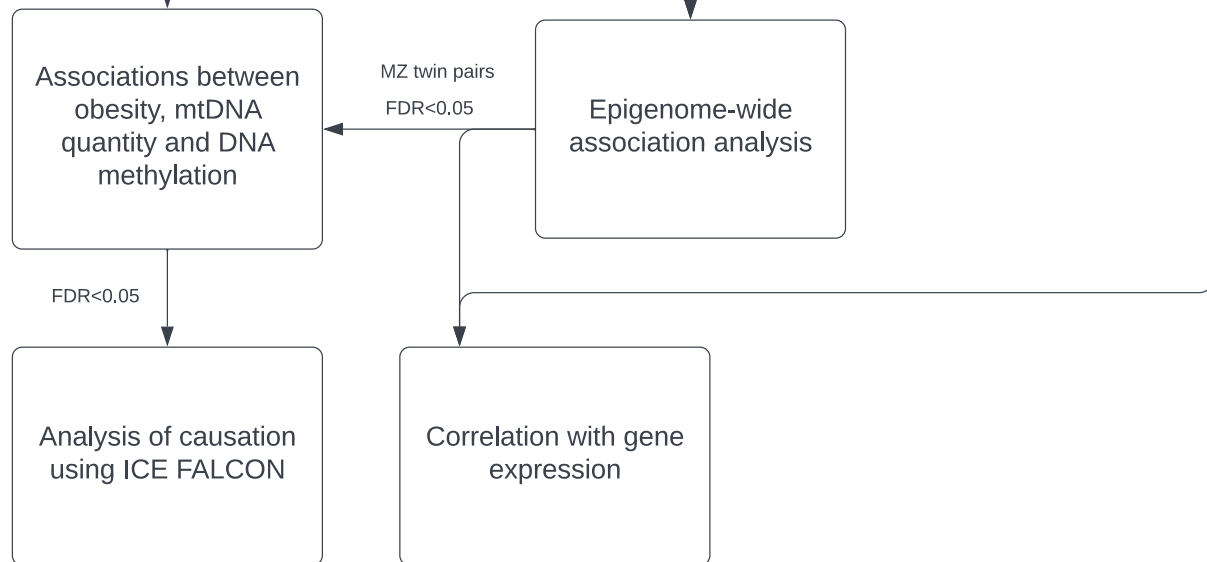 Associations between
obesity, mtDNA
quantity and DNA
methylation
MZ twin pairs
FDR<0.05
Epigenome-wide
association analysis
FDR<0.05
Analysis of causation
using ICE FALCON
Correlation with gene
expression